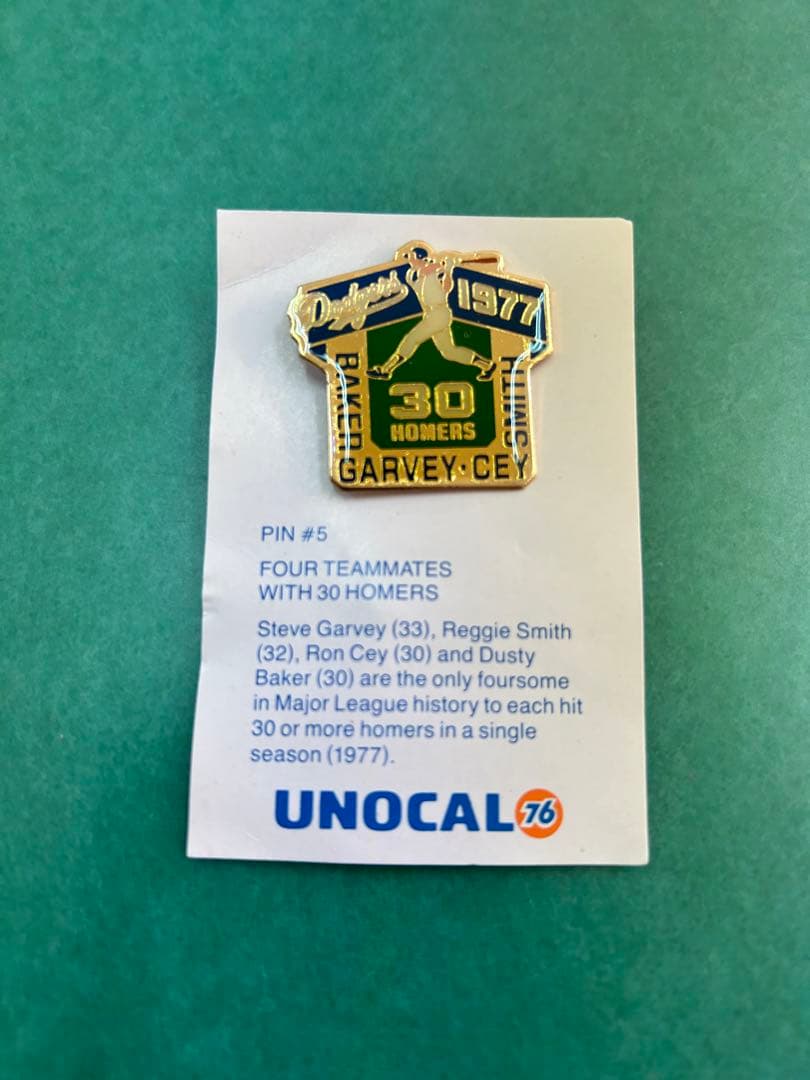 Dodgers 1977
BAKER
SMITH
30
HOMERS
GARVEY·CEY
PIN #5
FOUR TEAMMATES
WITH 30 HOMERS
Steve Garvey (33), Reggie Smith
(32), Ron Cey (30) and Dusty
Baker (30) are the only foursome
in Major League history to each hit
30 or more homers in a single
season (1977).
UNOCAL 76